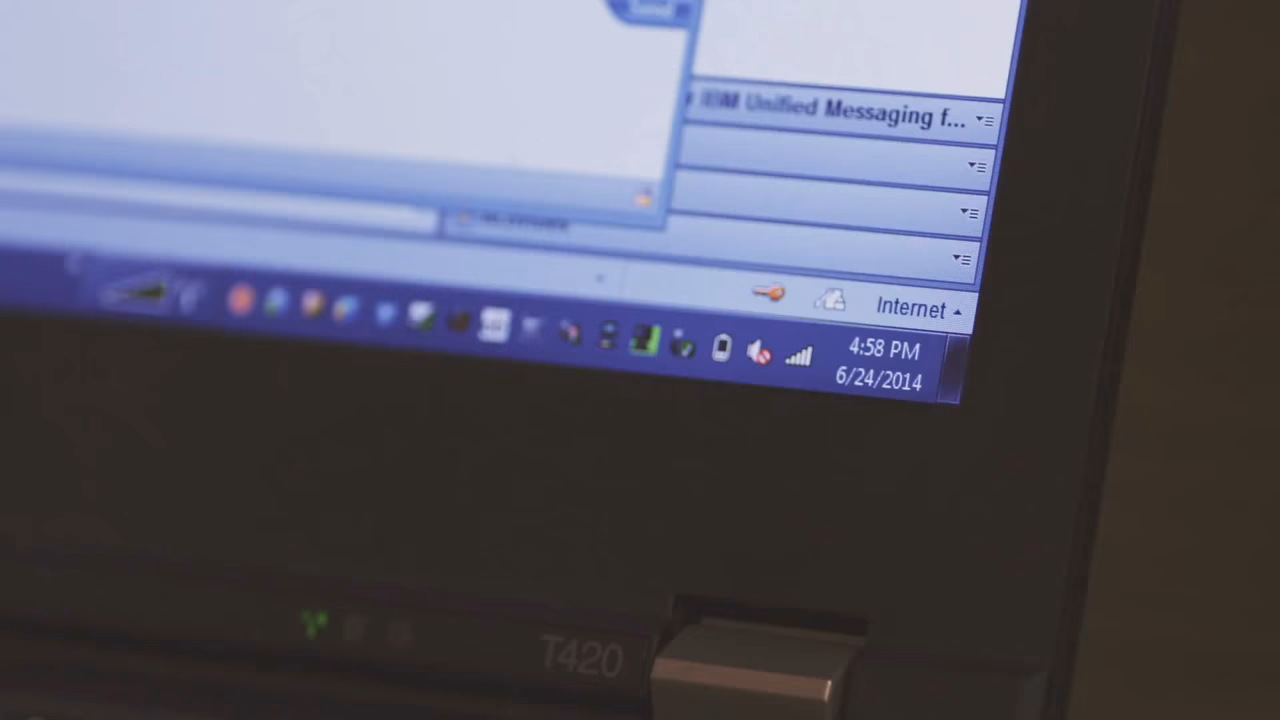 IBM Unified Messaging f...
Internet
4:58 PM
6/24/2014
T420